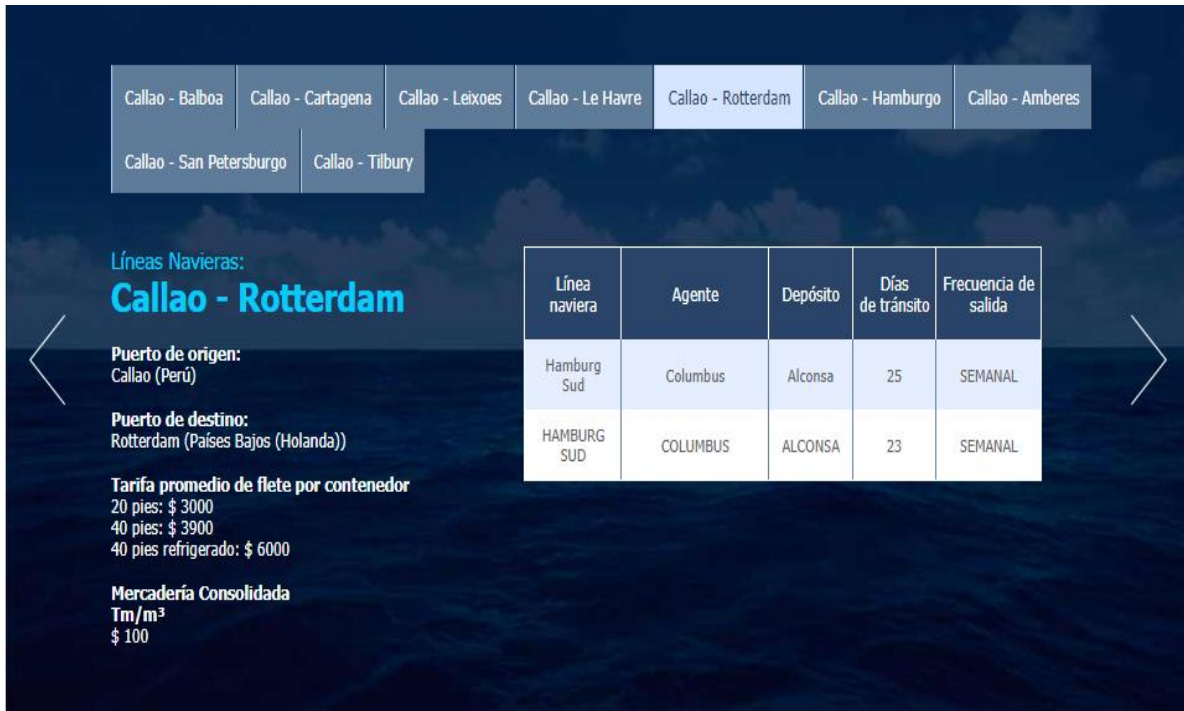 Callao - Balboa
Callao - Cartagena
Callao - Leixoes
Callao - Le Havre
Callao - Rotterdam
Callao - Hamburgo
Callao - Amberes
Callao - San Petersburgo
Callao - Tilbury
Líneas Navieras:
Callao - Rotterdam
Puerto de origen:
Callao (Perú)
Puerto de destino:
Rotterdam (Países Bajos (Holanda))
Tarifa promedio de flete por contenedor
20 pies: $ 3000
40 pies: $ 3900
40 pies refrigerado: $ 6000
Mercadería Consolidada
Tm/m³
$ 100
Línea
naviera
Agente
Depósito
Días
de tránsito
Frecuencia de
salida
Hamburg
Sud
Columbus
Alconsa
25
SEMANAL
HAMBURG
SUD
COLUMBUS
ALCONSA
23
SEMANAL